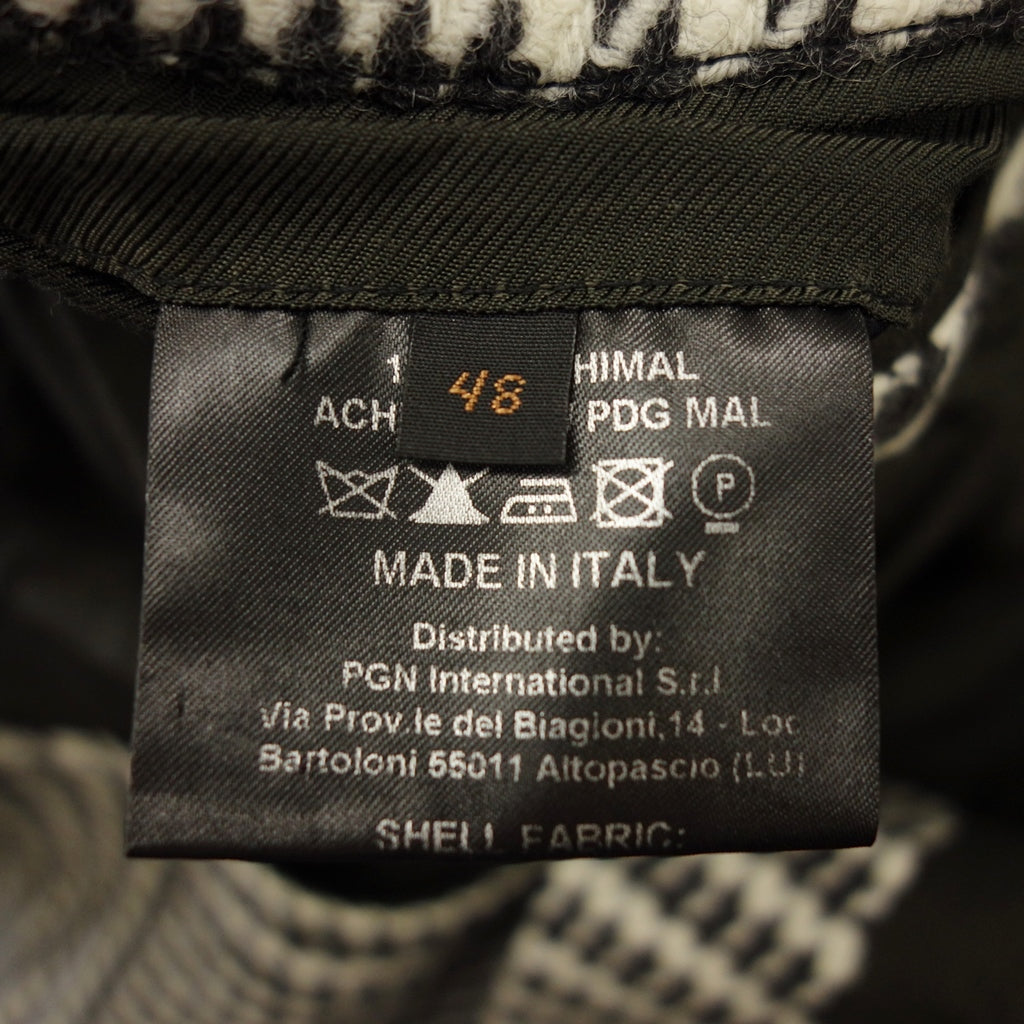 48
HIMAL
ACH PDG MAL
P
MADE IN ITALY
Distributed by:
PGN International S.r.l
Via Prov.le dei Biagioni,14 - Loc
Bartoloni 55011 Altopascio (LU)
SHELL FABRIC: